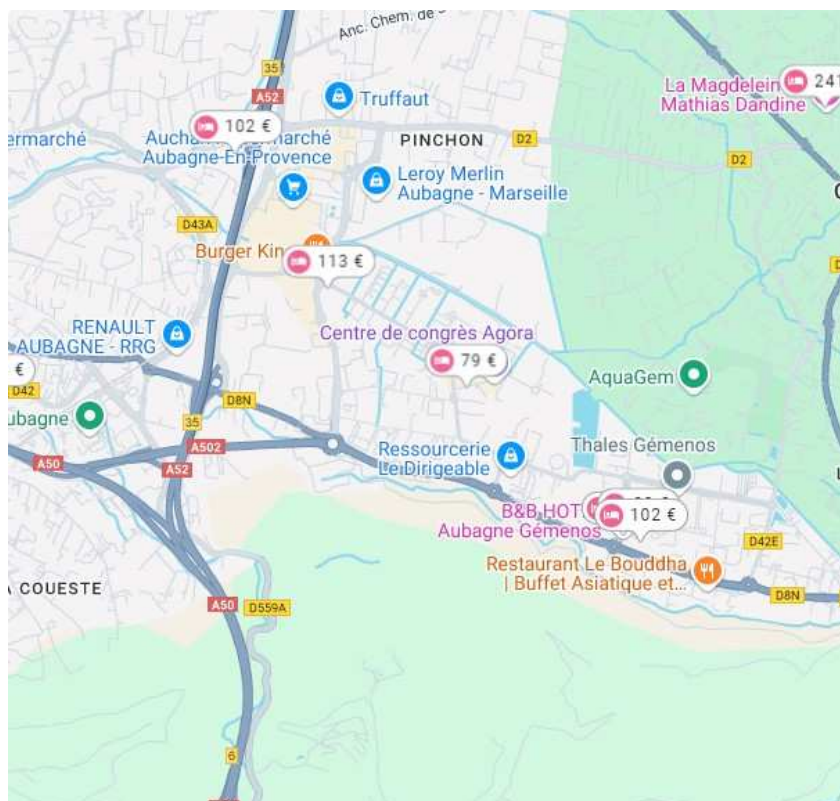 Anc. Chem. de
35
A52
Truffaut
La Magdelein
Mathias Dandine
241
102 €
ermarché
Auchan
marché
Aubagne-En-Provence
PINCHON
D2
D2
Leroy Merlin
Aubagne - Marseille
D43A
Burger Kin
113 €
RENAULT
AUBAGNE - RRG
Centre de congrès Agora
79 €
€
D42
AquaGem
D8N
ubagne
35
A502
Thales Gémenos
A50
A52
Ressourcerie
Le Dirigeable
B&B HOT
Aubagne Gémenos
102 €
D42E
Restaurant Le Bouddha
| Buffet Asiatique et...
A COUESTE
A50
D559A
D8N
6